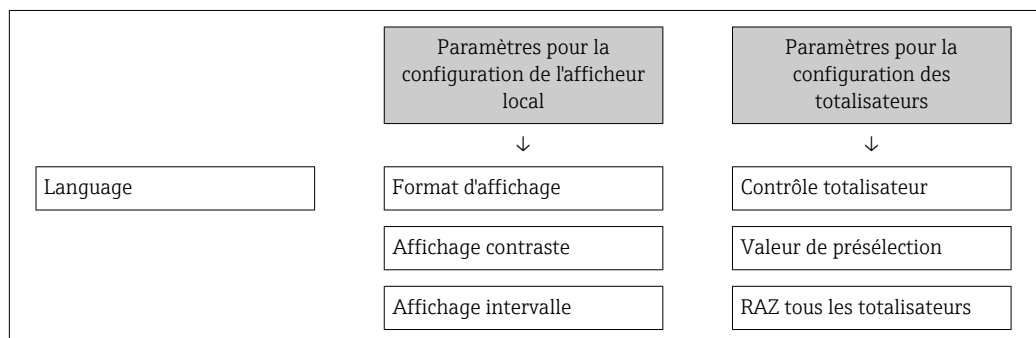 Paramètres pour la
configuration de l'afficheur
local
Paramètres pour la
configuration des
totalisateurs
↓
↓
Language
Format d'affichage
Contrôle totalisateur
Affichage contraste
Valeur de présélection
Affichage intervalle
RAZ tous les totalisateurs